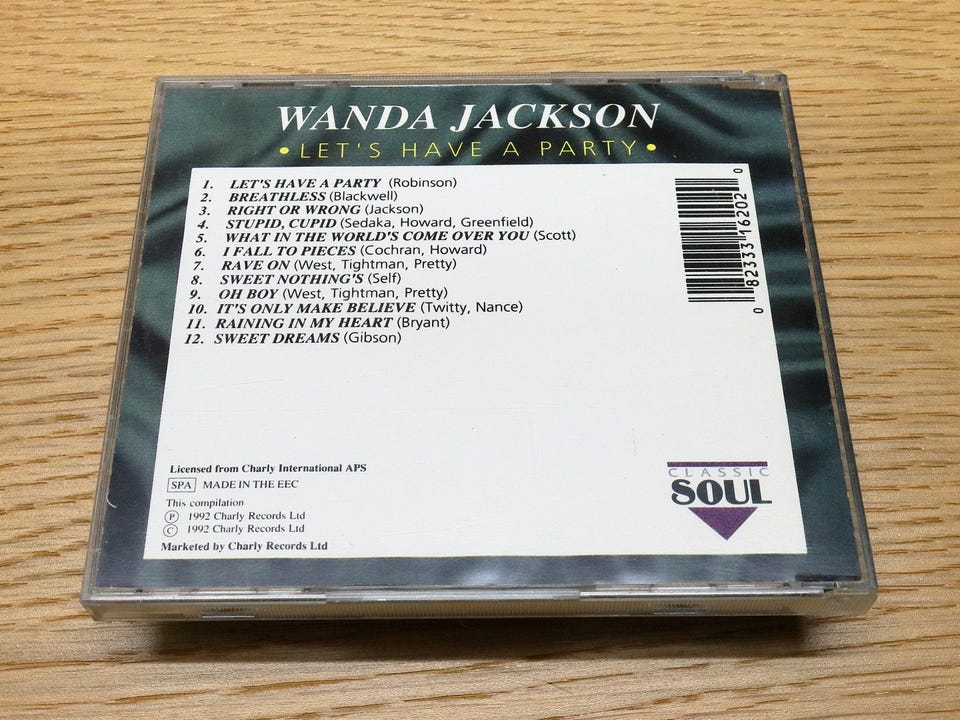 WANDA JACKSON
•LET'S HAVE A PARTY•
1. LET'S HAVE A PARTY (Robinson)
2. BREATHLESS (Blackwell)
3. RIGHT OR WRONG (Jackson)
4. STUPID, CUPID (Sedaka, Howard, Greenfield)
5. WHAT IN THE WORLD'S COME OVER YOU (Scott)
6. I FALL TO PIECES (Cochran, Howard)
7. RAVE ON (West, Tightman, Pretty)
8. SWEET NOTHING'S (Self)
9. OH BOY (West, Tightman, Pretty)
10. IT'S ONLY MAKE BELIEVE (Twitty, Nance)
11. RAINING IN MY HEART (Bryant)
12. SWEET DREAMS (Gibson)
0 82333 16202 0
Licensed from Charly International APS
SPA MADE IN THE EEC
This compilation
Ⓟ 1992 Charly Records Ltd
© 1992 Charly Records Ltd
Marketed by Charly Records Ltd
CLASSIC
SOUL